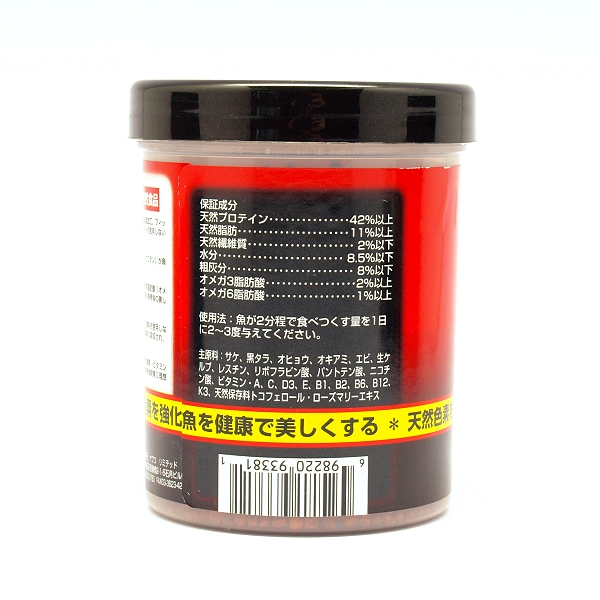 保証成分
天然プロテイン・・・・・・・・・・・・・・42%以上
天然脂肪・・・・・・・・・・・・・・・・・・・・11%以上
天然繊維質・・・・・・・・・・・・・・・・・・・2%以下
水分・・・・・・・・・・・・・・・・・・・・・・・・8.5%以下
粗灰分・・・・・・・・・・・・・・・・・・・・・・・8%以下
オメガ3脂肪酸・・・・・・・・・・・・・・・2%以上
オメガ6脂肪酸・・・・・・・・・・・・・・・1%以上
使用法：魚が2分程で食べつくす量を1日
に2〜3度与えてください。
主原料：サケ、黒タラ、オヒョウ、オキアミ、エビ、生ケ
ルプ、レスチン、リボフラビン酸、パントテン酸、ニコチ
ン酸、ビタミン・A、C、D3、E、B1、B2、B6、B12、
K3、天然保存料トコフェロール・ローズマリーエキス
素を強化魚を健康で美しくする ＊ 天然色素
リミテッド
6 98220 93381 1